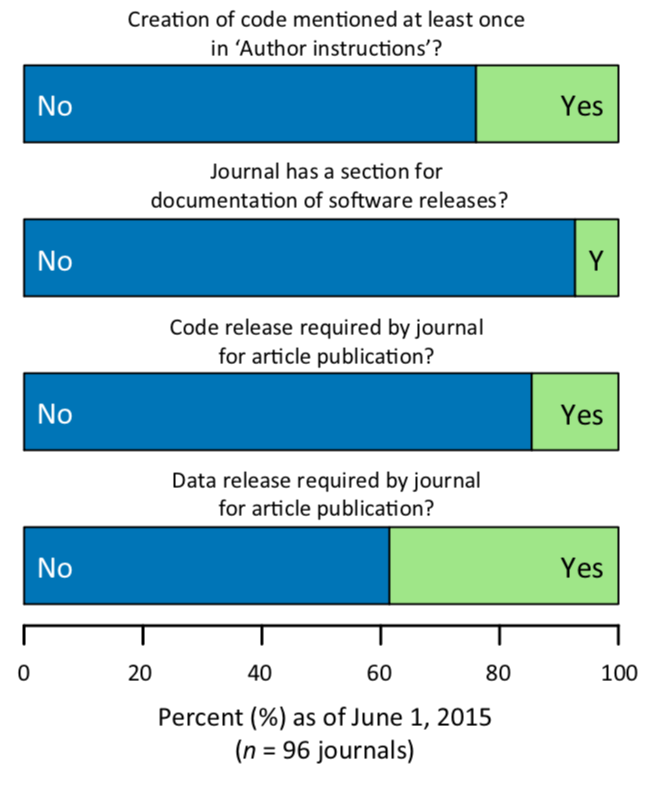 Creation of code mentioned at least once
in ‘Author instructions’?
No Yes
Journal has a section for
documentation of software releases?
No Y
Code release required by journal
for article publication?
No Yes
Data release required by journal
for article publication?
No Yes
0 20 40 60 80 100
Percent (%) as of June 1, 2015
(n = 96 journals)